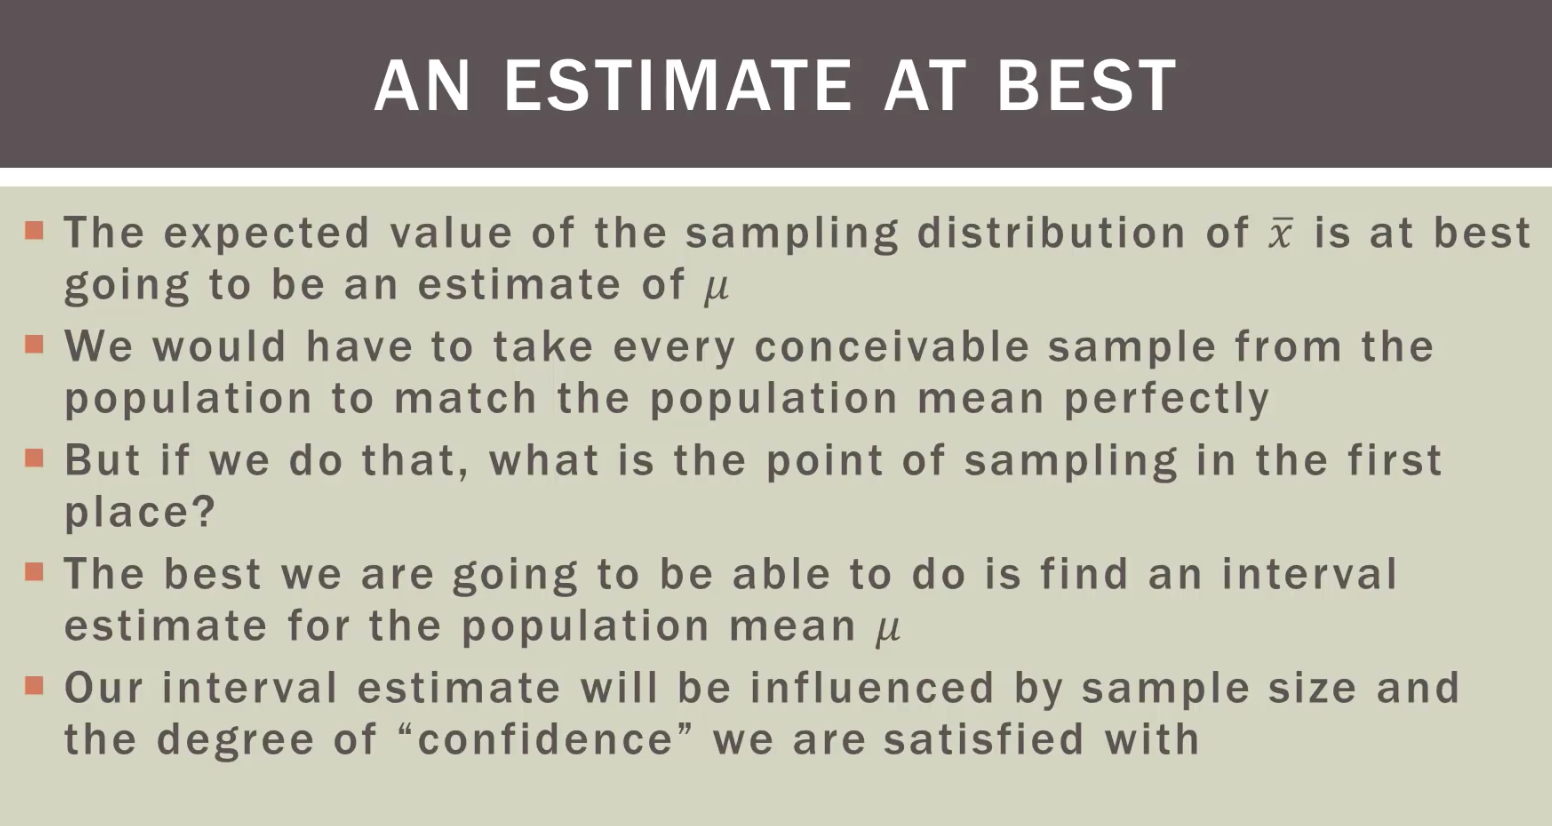 AN ESTIMATE AT BEST
■ The expected value of the sampling distribution of x̄ is at best
going to be an estimate of μ
■ We would have to take every conceivable sample from the
population to match the population mean perfectly
■ But if we do that, what is the point of sampling in the first
place?
■ The best we are going to be able to do is find an interval
estimate for the population mean μ
■ Our interval estimate will be influenced by sample size and
the degree of “confidence” we are satisfied with